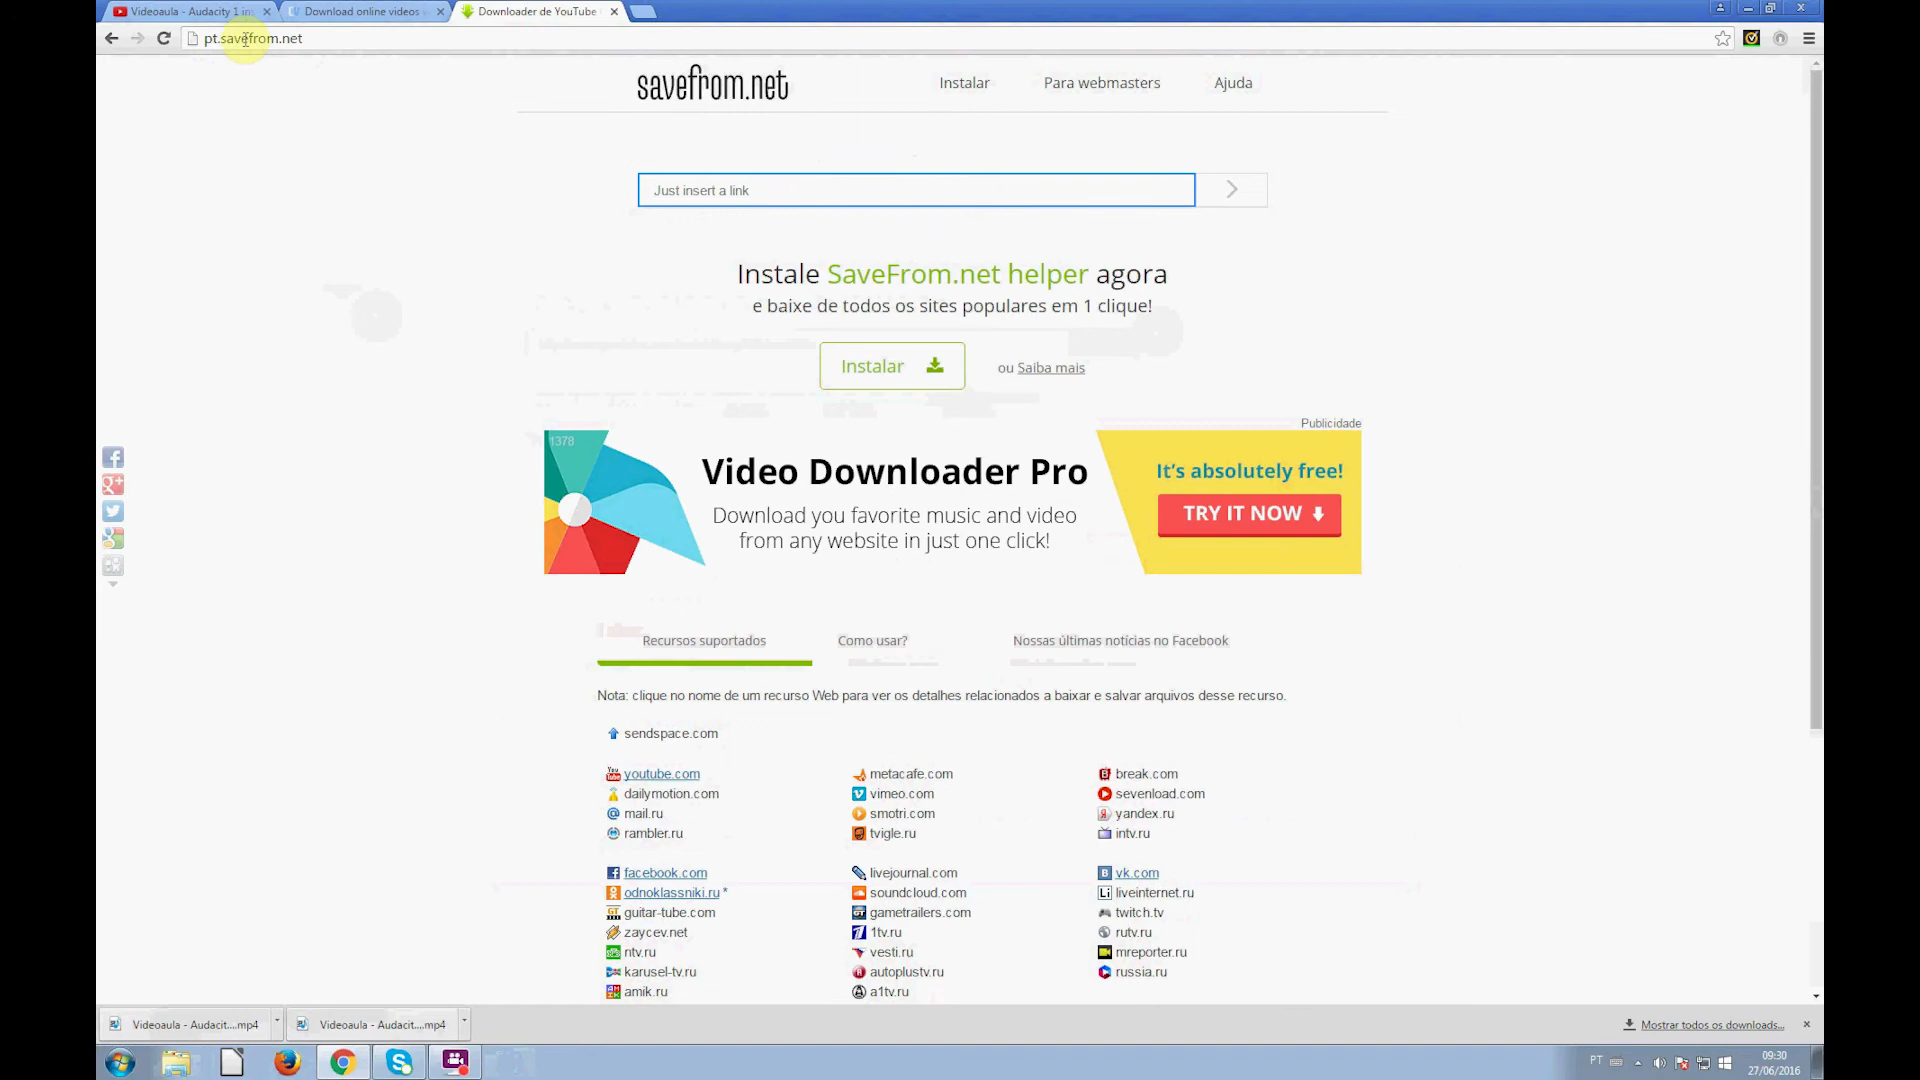 Videoaula - Audacity 1 in
Download online videos
Downloader de YouTube
pt.savefrom.net
savefrom.net
Instalar
Para webmasters
Ajuda
Just insert a link
Instale SaveFrom.net helper agora
e baixe de todos os sites populares em 1 clique!
Instalar
ou Saiba mais
Publicidade
1378
Video Downloader Pro
Download you favorite music and video
from any website in just one click!
It's absolutely free!
TRY IT NOW
Recursos suportados
Como usar?
Nossas últimas notícias no Facebook
Nota: clique no nome de um recurso Web para ver os detalhes relacionados a baixar e salvar arquivos desse recurso.
sendspace.com
youtube.com
dailymotion.com
mail.ru
rambler.ru
metacafe.com
vimeo.com
smotri.com
tvigle.ru
break.com
sevenload.com
yandex.ru
intv.ru
facebook.com
odnoklassniki.ru *
guitar-tube.com
zaycev.net
ntv.ru
karusel-tv.ru
amik.ru
livejournal.com
soundcloud.com
gametrailers.com
1tv.ru
vesti.ru
autoplustv.ru
a1tv.ru
vk.com
liveinternet.ru
twitch.tv
rutv.ru
mreporter.ru
russia.ru
Videoaula - Audacit....mp4
Videoaula - Audacit....mp4
Mostrar todos os downloads...
PT
09:30
27/06/2016